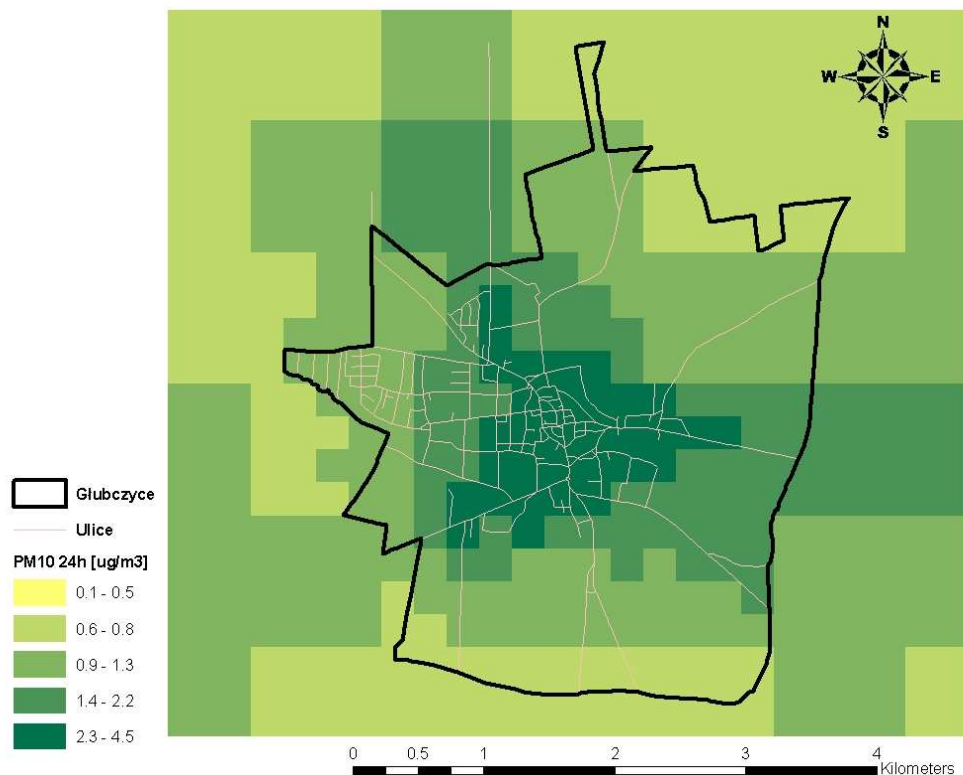 N
W E
S
Głubczyce
Ulice
PM10 24h [ug/m3]
0.1 - 0.5
0.6 - 0.8
0.9 - 1.3
1.4 - 2.2
2.3 - 4.5
0 0.5 1 2 3 4
Kilometers